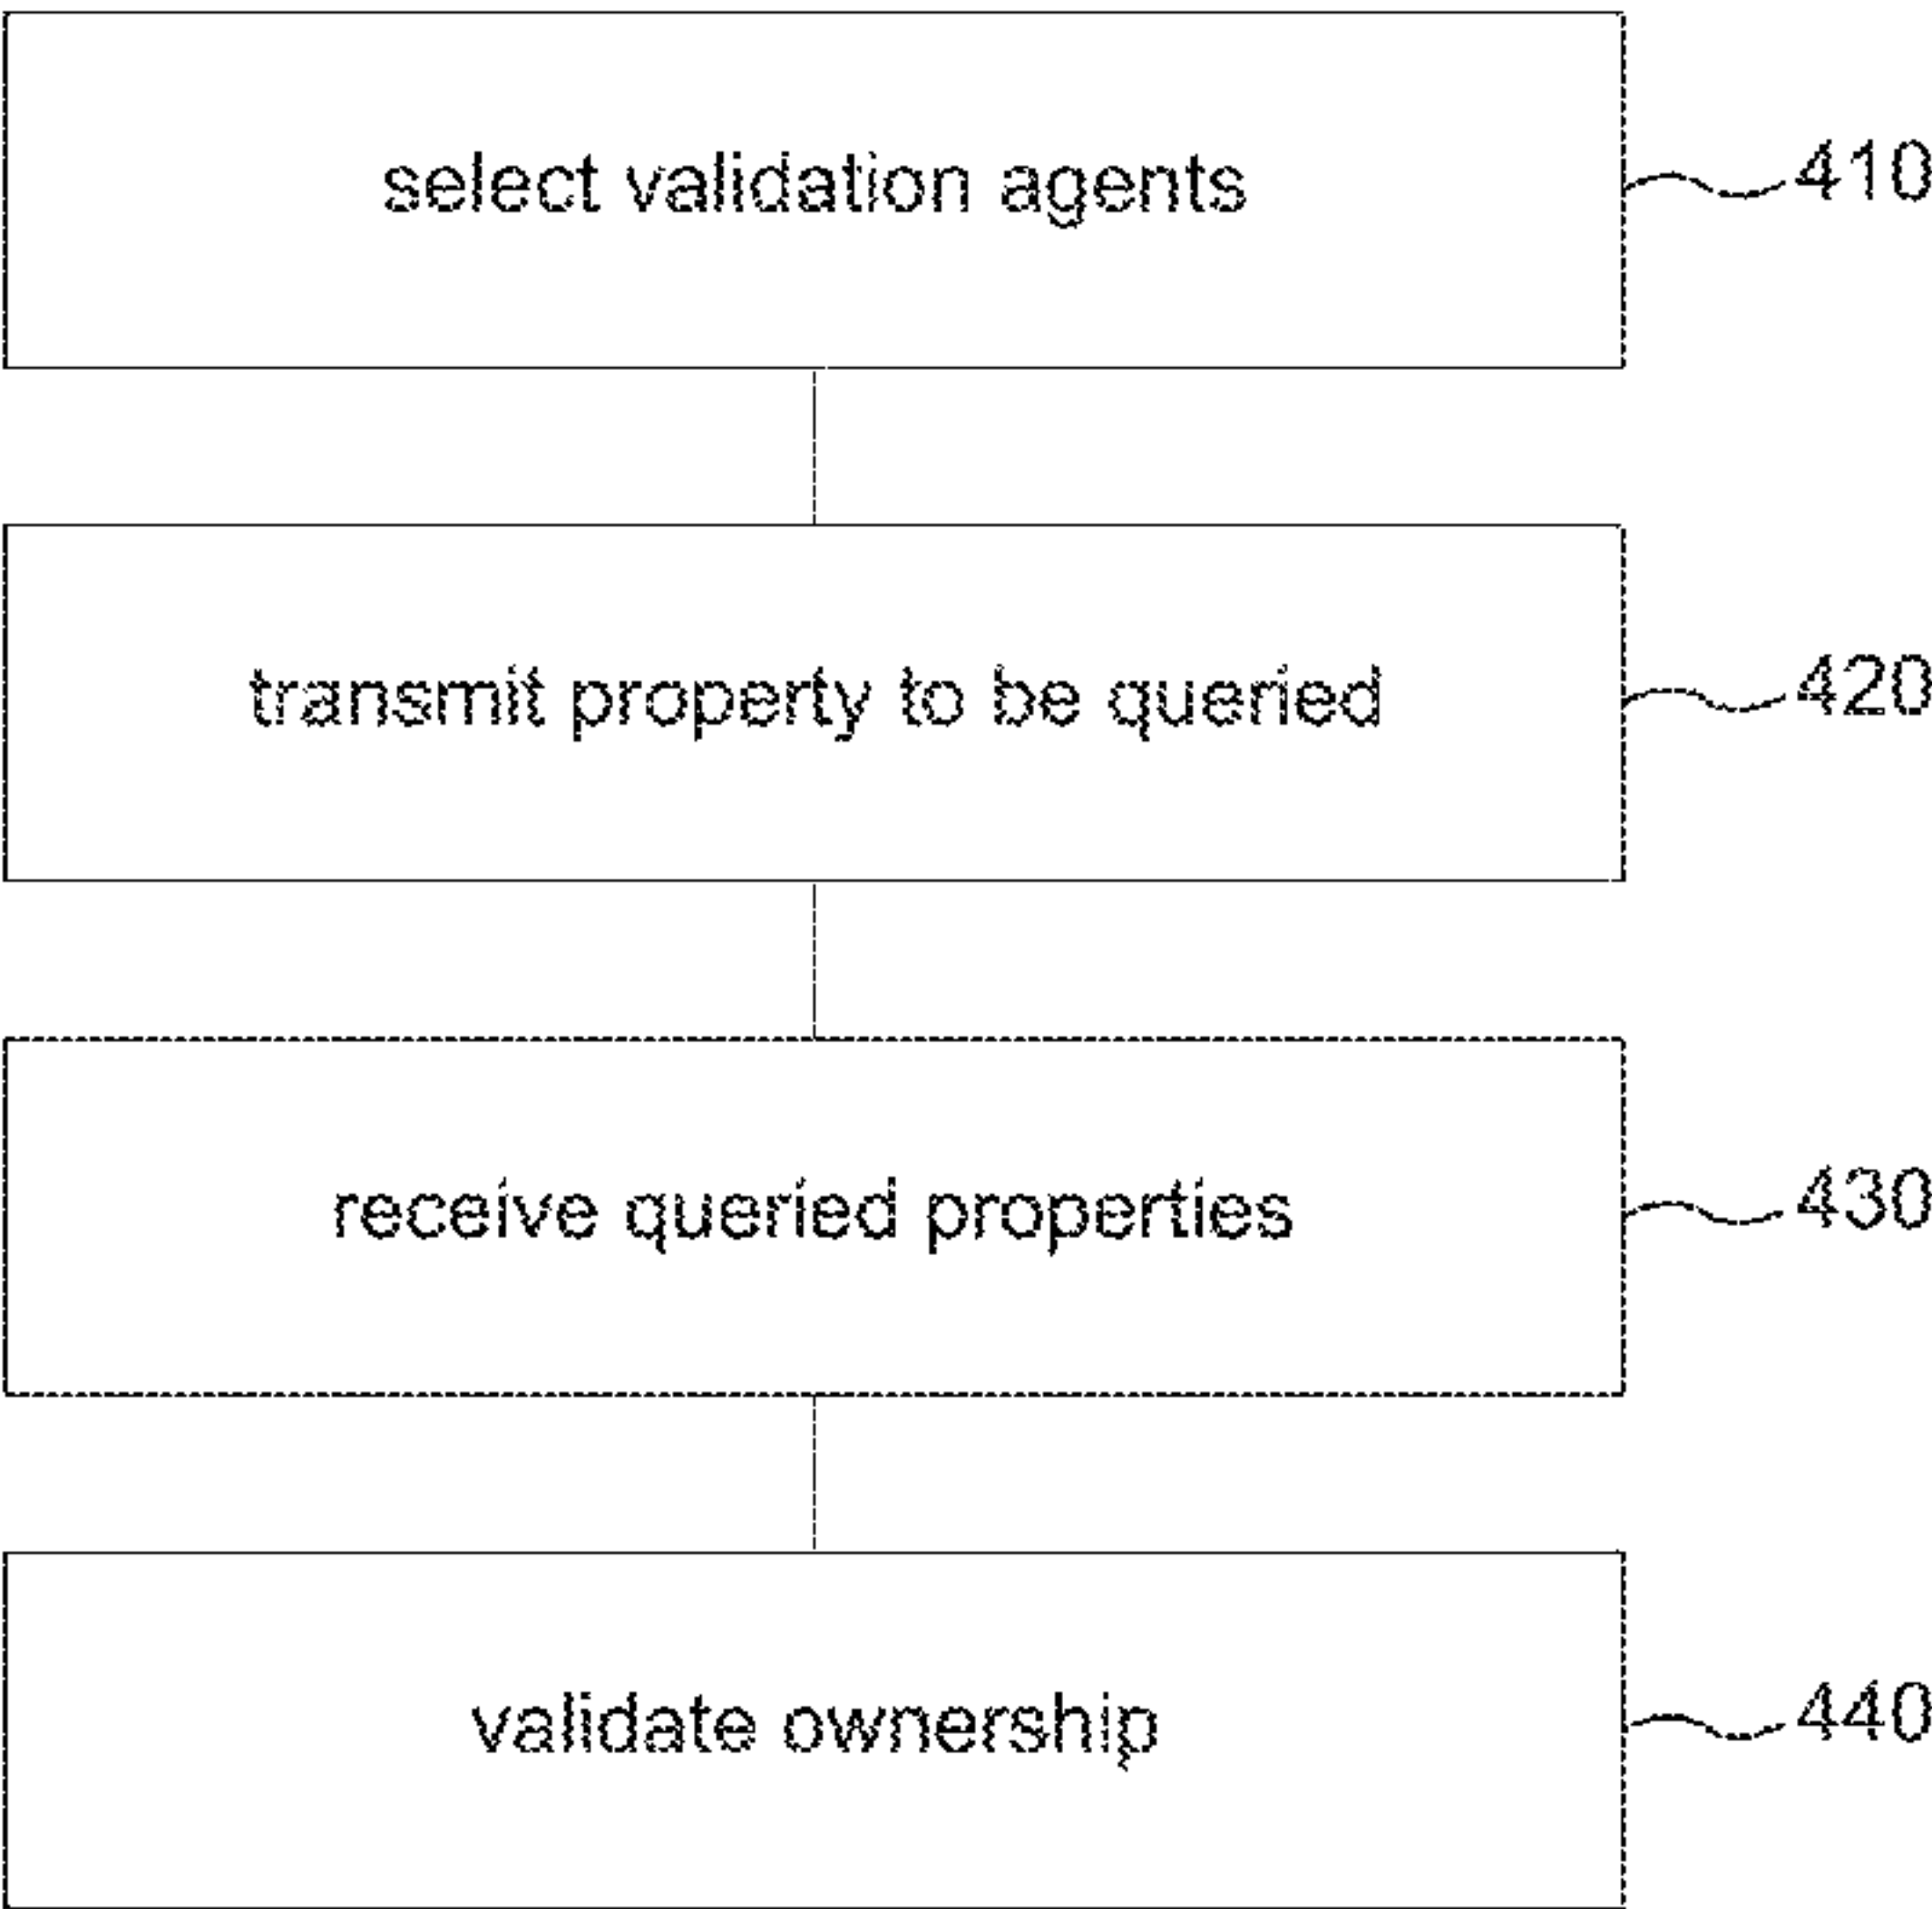 select validation agents 410
transmit property to be queried 420
receive queried properties 430
validate ownership 440